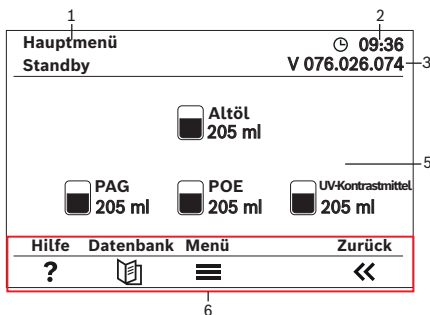 1 2
Hauptmenü 09:36
Standby V 076.026.074 3
Altöl
205 ml
5
PAG POE UV-Kontrastmittel
205 ml 205 ml 205 ml
Hilfe Datenbank Menü Zurück
?
6